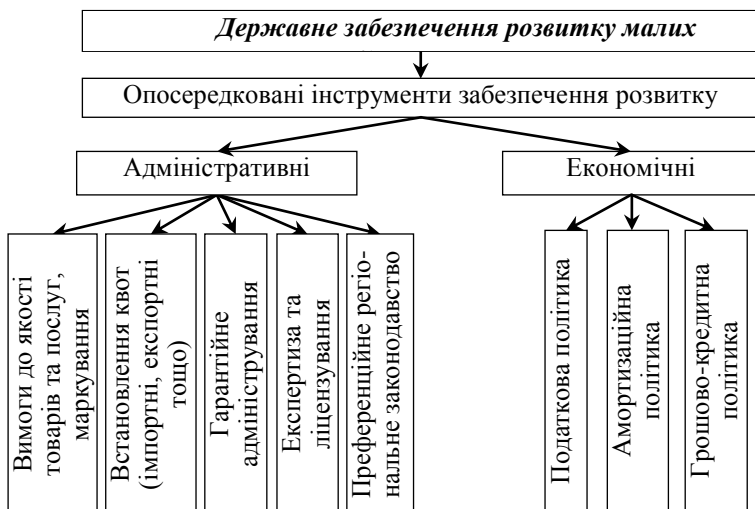 Державне забезпечення розвитку малих
Опосередковані інструменти забезпечення розвитку
Адміністративні
Економічні
Вимоги до якості
товарів та послуг,
маркування
Встановлення квот
(імпортні, експортні
тощо)
Гарантійне
адміністрування
Експертиза та
ліцензування
Преференційне регіо-
нальне законодавство
Податкова політика
Амортизаційна
політика
Грошово-кредитна
політика